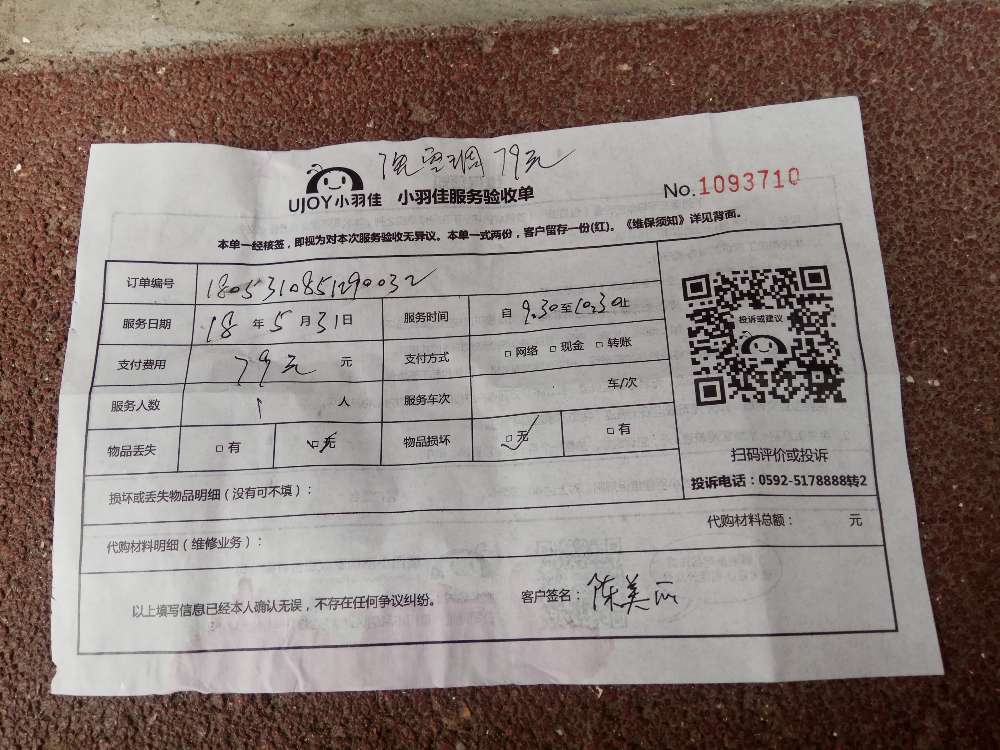 空调 79元
UJOY小羽佳 小羽佳服务验收单 No.1093710
本单一经核签，即视为对本次服务验收无异议。本单一式两份，客户留存一份(红)。《维保须知》详见背面。
订单编号 180531085190032
服务日期 18 年 5 月 31 日 服务时间 自 9.30 至 10.30 止
支付费用 79元 元 支付方式 □ 网络 □ 现金 □ 转账
服务人数 1 人 服务车次 车/次
物品丢失 □ 有 □ 无 物品损坏 □ 无 □ 有
投诉或建议
扫码评价或投诉
投诉电话：0592-5178888转2
损坏或丢失物品明细（没有可不填）：
代购材料明细（维修业务）： 代购材料总额： 元
以上填写信息已经本人确认无误，不存在任何争议纠纷。 客户签名： 陈美丽